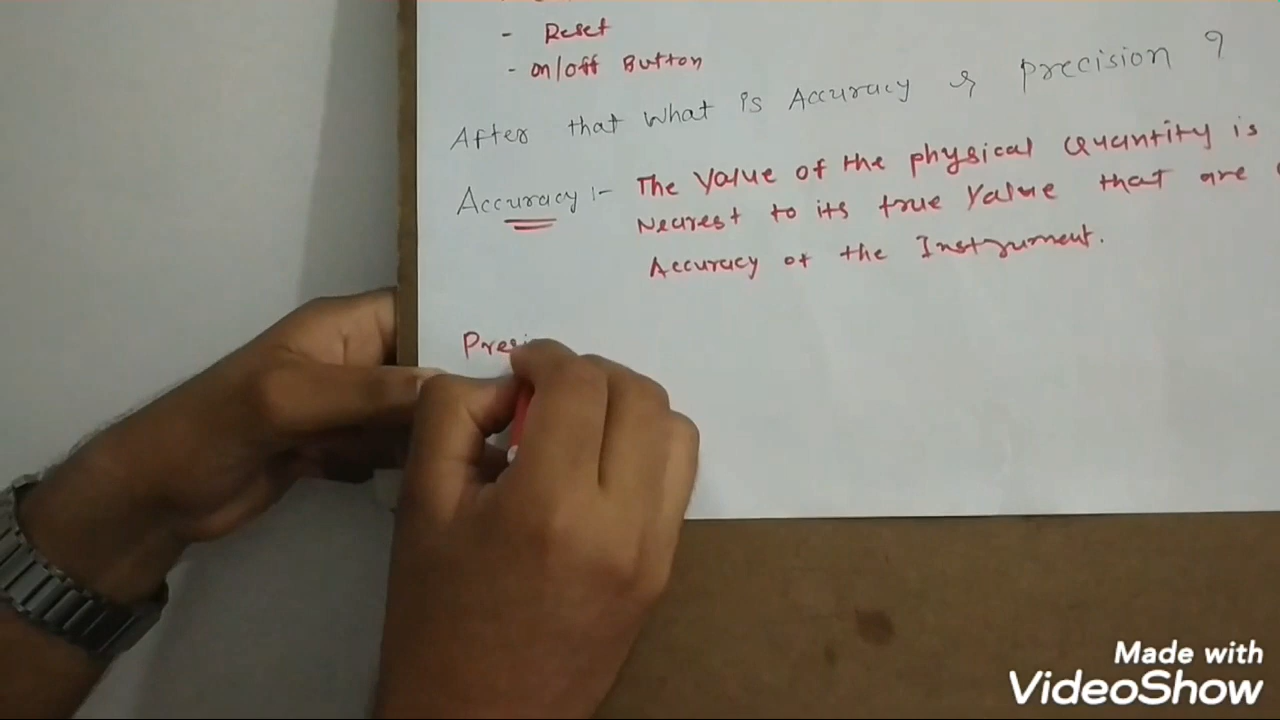 - Reset
- on/off Button
After that what is Accuracy & precision ?
Accuracy :- The Value of the physical Quantity is
Nearest to its true Value that are
Accuracy of the Instrument.
Presi
Made with
VideoShow